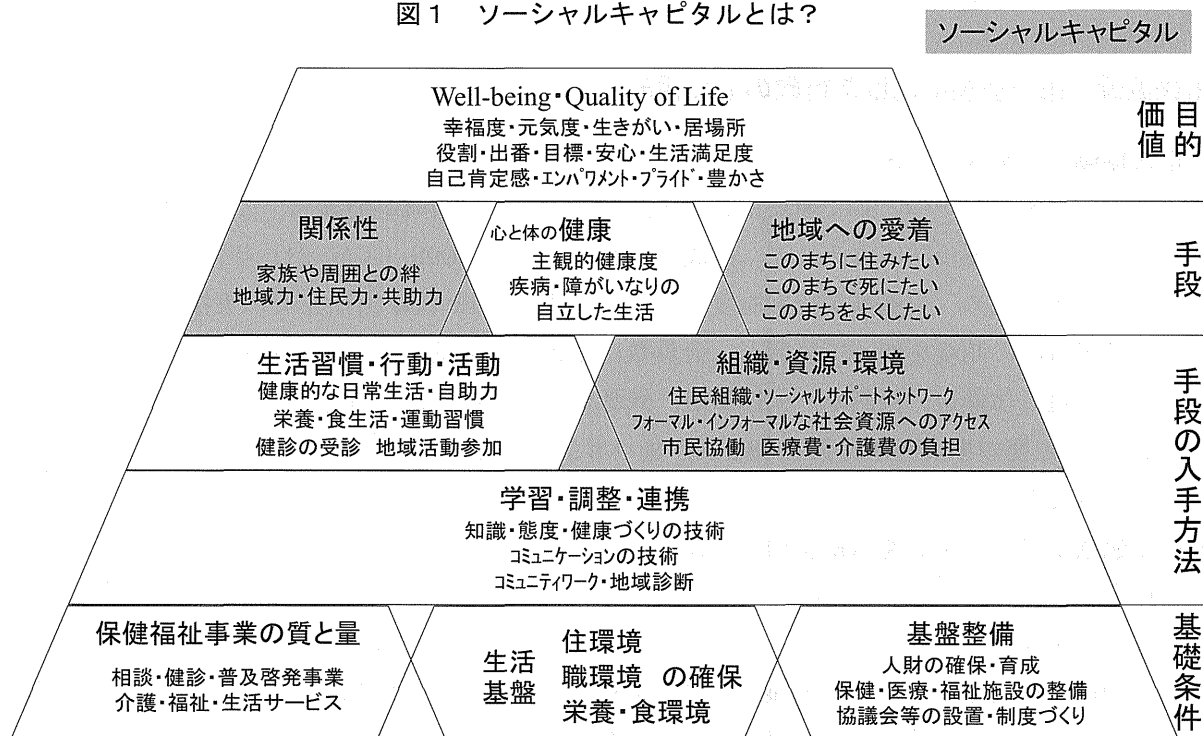 図１　ソーシャルキャピタルとは？
ソーシャルキャピタル
Well-being・Quality of Life
幸福度・元気度・生きがい・居場所
役割・出番・目標・安心・生活満足度
自己肯定感・エンパワメント・プライド・豊かさ
目的
価値
関係性
家族や周囲との絆
地域力・住民力・共助力
心と体の健康
主観的健康度
疾病・障がいなりの
自立した生活
地域への愛着
このまちに住みたい
このまちで死にたい
このまちをよくしたい
手段
生活習慣・行動・活動
健康的な日常生活・自助力
栄養・食生活・運動習慣
健診の受診　地域活動参加
組織・資源・環境
住民組織・ソーシャルサポートネットワーク
フォーマル・インフォーマルな社会資源へのアクセス
市民協働　医療費・介護費の負担
学習・調整・連携
知識・態度・健康づくりの技術
コミュニケーションの技術
コミュニティワーク・地域診断
手段の入手方法
保健福祉事業の質と量
相談・健診・普及啓発事業
介護・福祉・生活サービス
生活
基盤
住環境
職環境　の確保
栄養・食環境
基盤整備
人財の確保・育成
保健・医療・福祉施設の整備
協議会等の設置・制度づくり
基礎条件